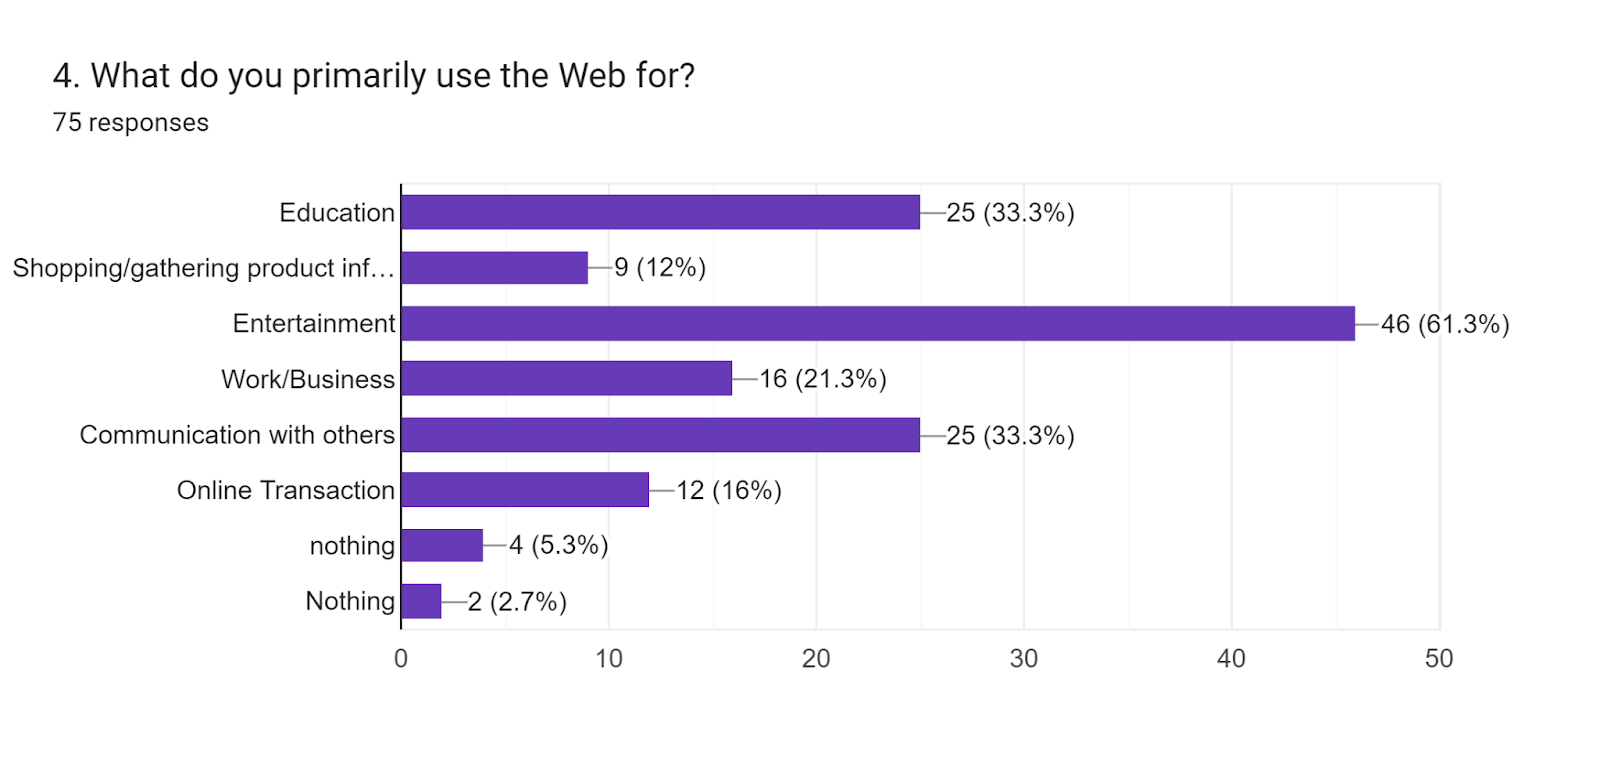 4. What do you primarily use the Web for?
75 responses
Education 25 (33.3%)
Shopping/gathering product inf… 9 (12%)
Entertainment 46 (61.3%)
Work/Business 16 (21.3%)
Communication with others 25 (33.3%)
Online Transaction 12 (16%)
nothing 4 (5.3%)
Nothing 2 (2.7%)
0 10 20 30 40 50